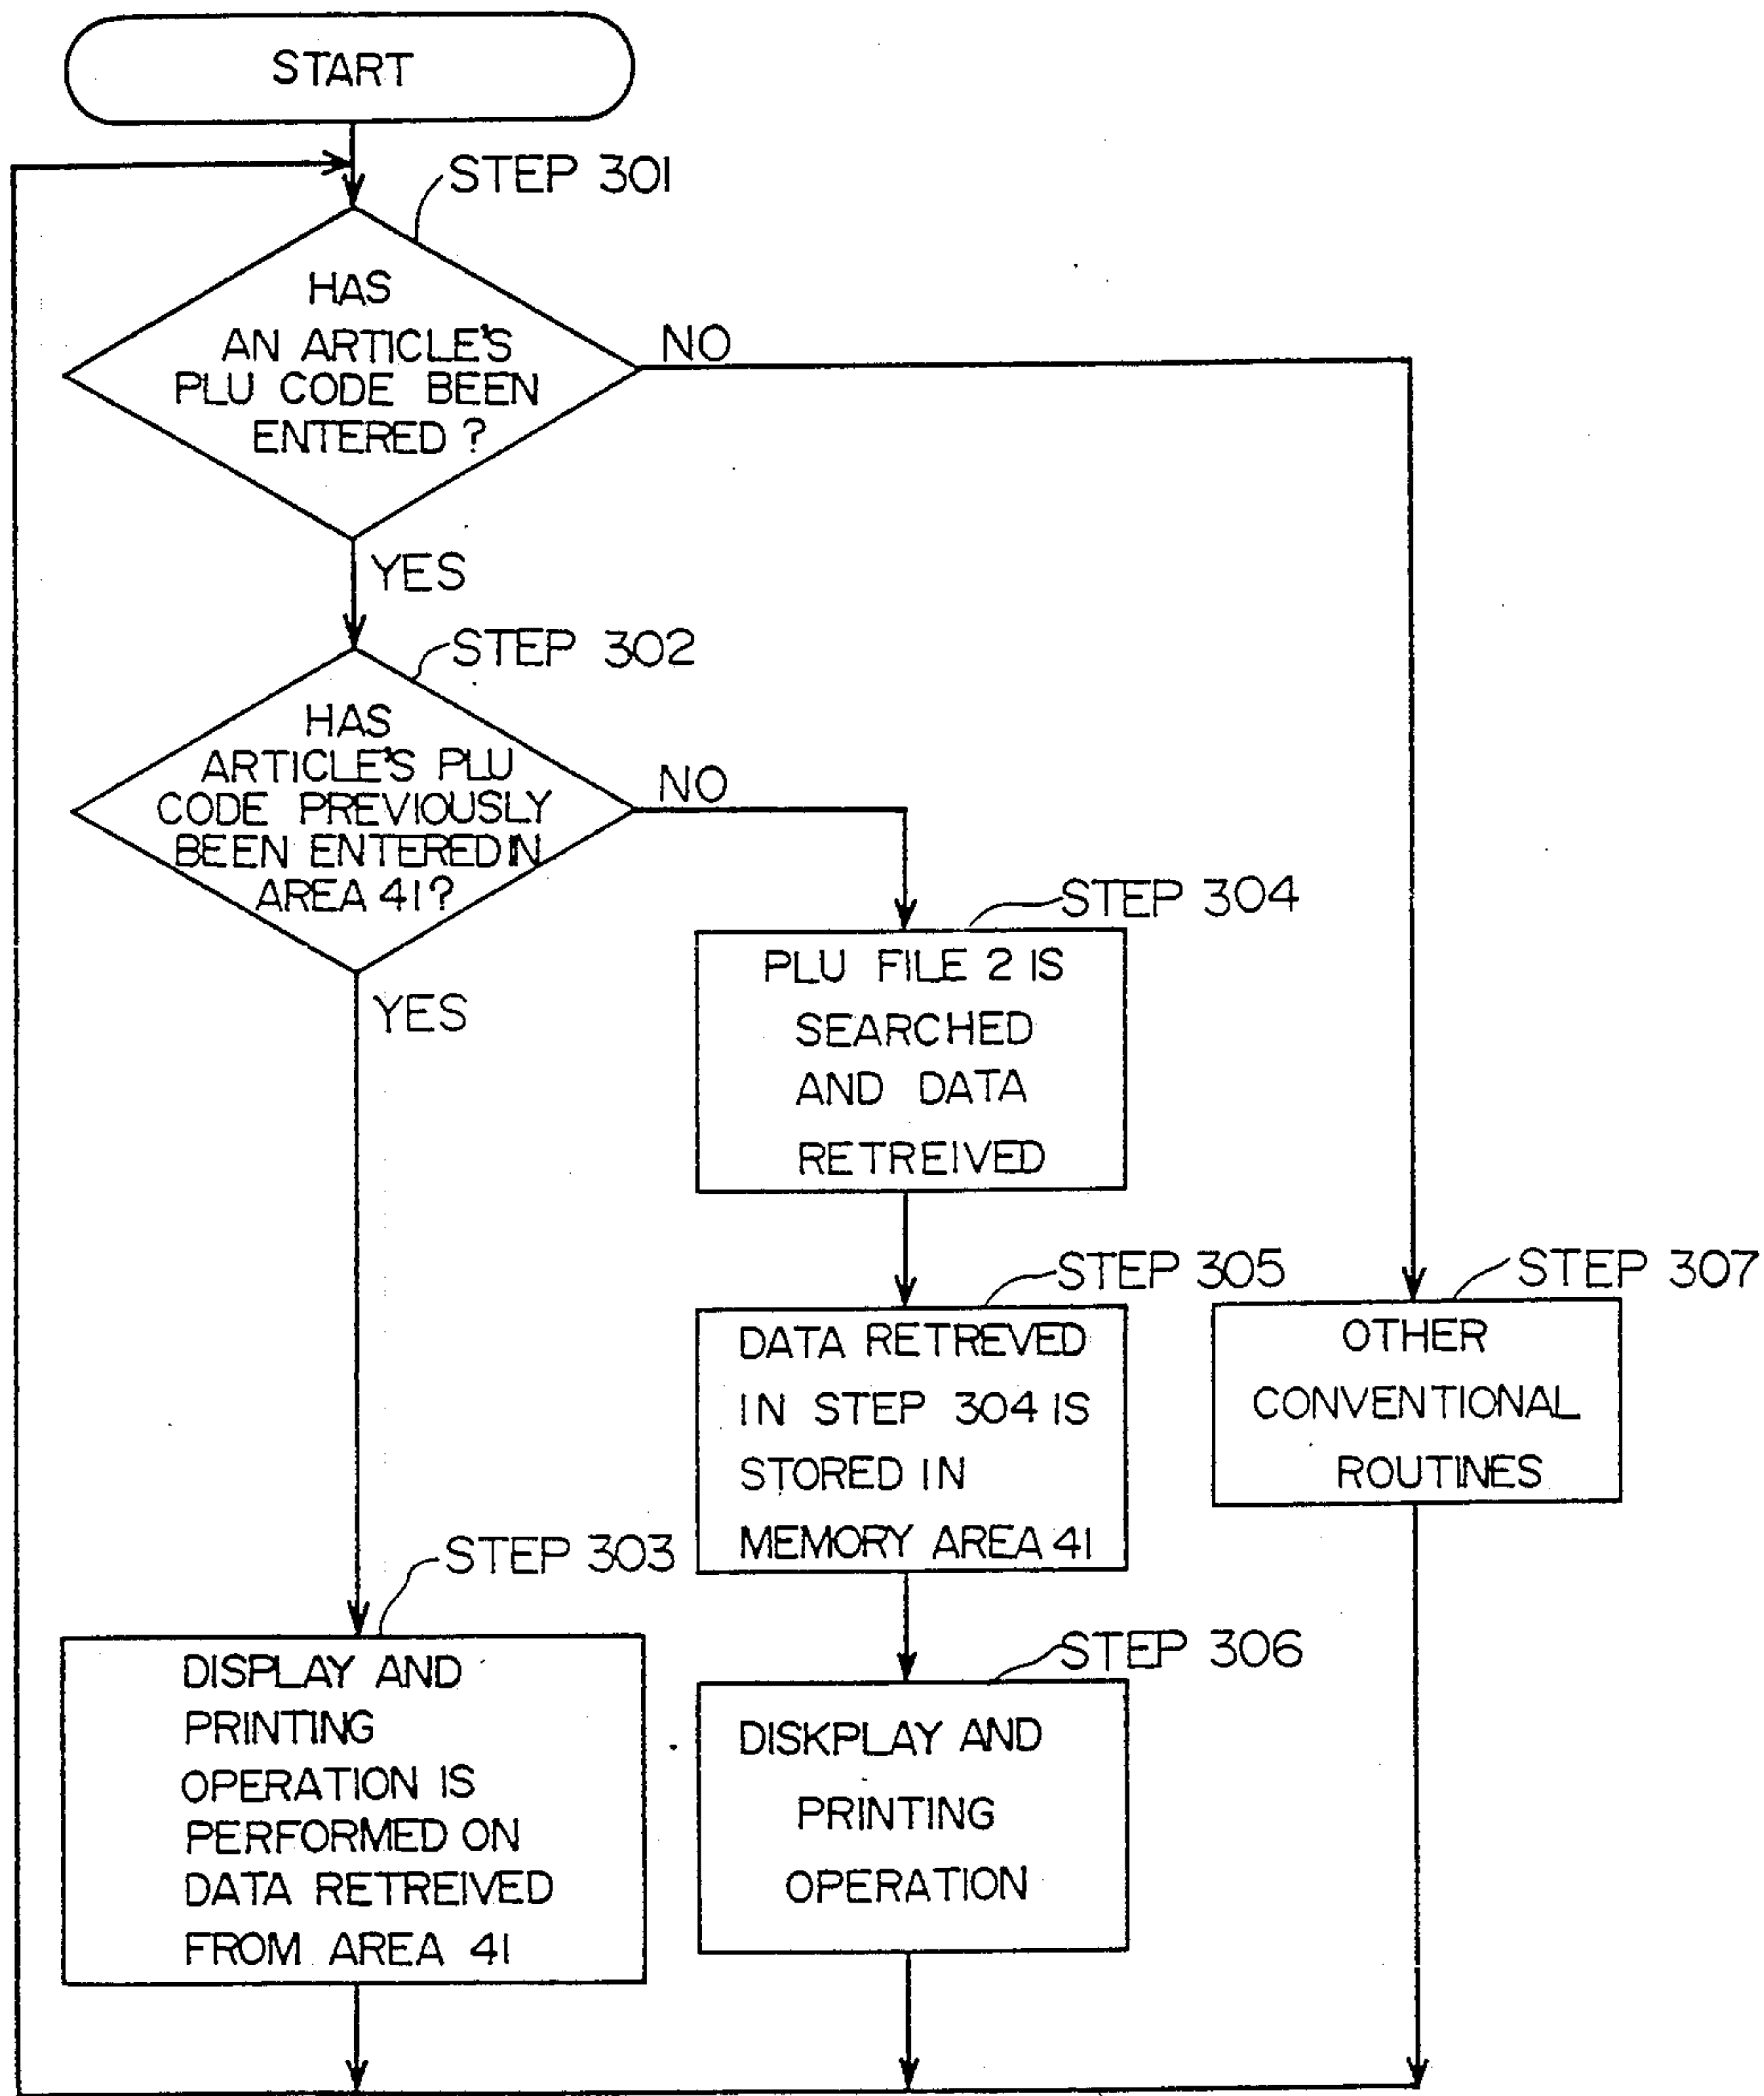 START
STEP 301
HAS
AN ARTICLE'S
PLU CODE BEEN
ENTERED ?
NO
YES
STEP 302
HAS
ARTICLE'S PLU
CODE PREVIOUSLY
BEEN ENTERED IN
AREA 41?
NO
YES
STEP 304
PLU FILE 2 IS
SEARCHED
AND DATA
RETREIVED
STEP 305
DATA RETREVED
IN STEP 304 IS
STORED IN
MEMORY AREA 41
STEP 307
OTHER
CONVENTIONAL
ROUTINES
STEP 303
DISPLAY AND
PRINTING
OPERATION IS
PERFORMED ON
DATA RETREIVED
FROM AREA 41
STEP 306
DISKPLAY AND
PRINTING
OPERATION